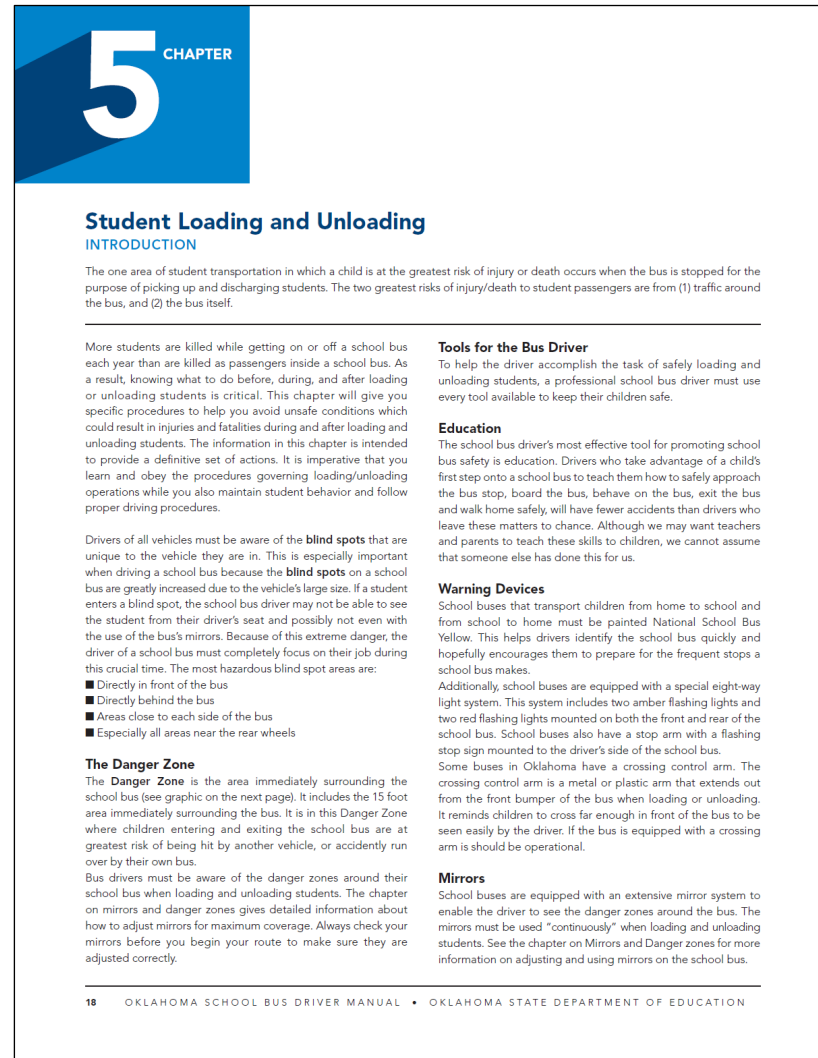 5
CHAPTER
Student Loading and Unloading
INTRODUCTION
The one area of student transportation in which a child is at the greatest risk of injury or death occurs when the bus is stopped for the
purpose of picking up and discharging students. The two greatest risks of injury/death to student passengers are from (1) traffic around
the bus, and (2) the bus itself.
More students are killed while getting on or off a school bus
each year than are killed as passengers inside a school bus. As
a result, knowing what to do before, during, and after loading
or unloading students is critical. This chapter will give you
specific procedures to help you avoid unsafe conditions which
could result in injuries and fatalities during and after loading and
unloading students. The information in this chapter is intended
to provide a definitive set of actions. It is imperative that you
learn and obey the procedures governing loading/unloading
operations while you also maintain student behavior and follow
proper driving procedures.
Drivers of all vehicles must be aware of the blind spots that are
unique to the vehicle they are in. This is especially important
when driving a school bus because the blind spots on a school
bus are greatly increased due to the vehicle's large size. If a student
enters a blind spot, the school bus driver may not be able to see
the student from their driver's seat and possibly not even with
the use of the bus's mirrors. Because of this extreme danger, the
driver of a school bus must completely focus on their job during
this crucial time. The most hazardous blind spot areas are:
■ Directly in front of the bus
■ Directly behind the bus
■ Areas close to each side of the bus
■ Especially all areas near the rear wheels
The Danger Zone
The Danger Zone is the area immediately surrounding the
school bus (see graphic on the next page). It includes the 15 foot
area immediately surrounding the bus. It is in this Danger Zone
where children entering and exiting the school bus are at
greatest risk of being hit by another vehicle, or accidently run
over by their own bus.
Bus drivers must be aware of the danger zones around their
school bus when loading and unloading students. The chapter
on mirrors and danger zones gives detailed information about
how to adjust mirrors for maximum coverage. Always check your
mirrors before you begin your route to make sure they are
adjusted correctly.
Tools for the Bus Driver
To help the driver accomplish the task of safely loading and
unloading students, a professional school bus driver must use
every tool available to keep their children safe.
Education
The school bus driver's most effective tool for promoting school
bus safety is education. Drivers who take advantage of a child's
first step onto a school bus to teach them how to safely approach
the bus stop, board the bus, behave on the bus, exit the bus
and walk home safely, will have fewer accidents than drivers who
leave these matters to chance. Although we may want teachers
and parents to teach these skills to children, we cannot assume
that someone else has done this for us.
Warning Devices
School buses that transport children from home to school and
from school to home must be painted National School Bus
Yellow. This helps drivers identify the school bus quickly and
hopefully encourages them to prepare for the frequent stops a
school bus makes.
Additionally, school buses are equipped with a special eight-way
light system. This system includes two amber flashing lights and
two red flashing lights mounted on both the front and rear of the
school bus. School buses also have a stop arm with a flashing
stop sign mounted to the driver's side of the school bus.
Some buses in Oklahoma have a crossing control arm. The
crossing control arm is a metal or plastic arm that extends out
from the front bumper of the bus when loading or unloading.
It reminds children to cross far enough in front of the bus to be
seen easily by the driver. If the bus is equipped with a crossing
arm is should be operational.
Mirrors
School buses are equipped with an extensive mirror system to
enable the driver to see the danger zones around the bus. The
mirrors must be used "continuously" when loading and unloading
students. See the chapter on Mirrors and Danger zones for more
information on adjusting and using mirrors on the school bus.
18 OKLAHOMA SCHOOL BUS DRIVER MANUAL • OKLAHOMA STATE DEPARTMENT OF EDUCATION